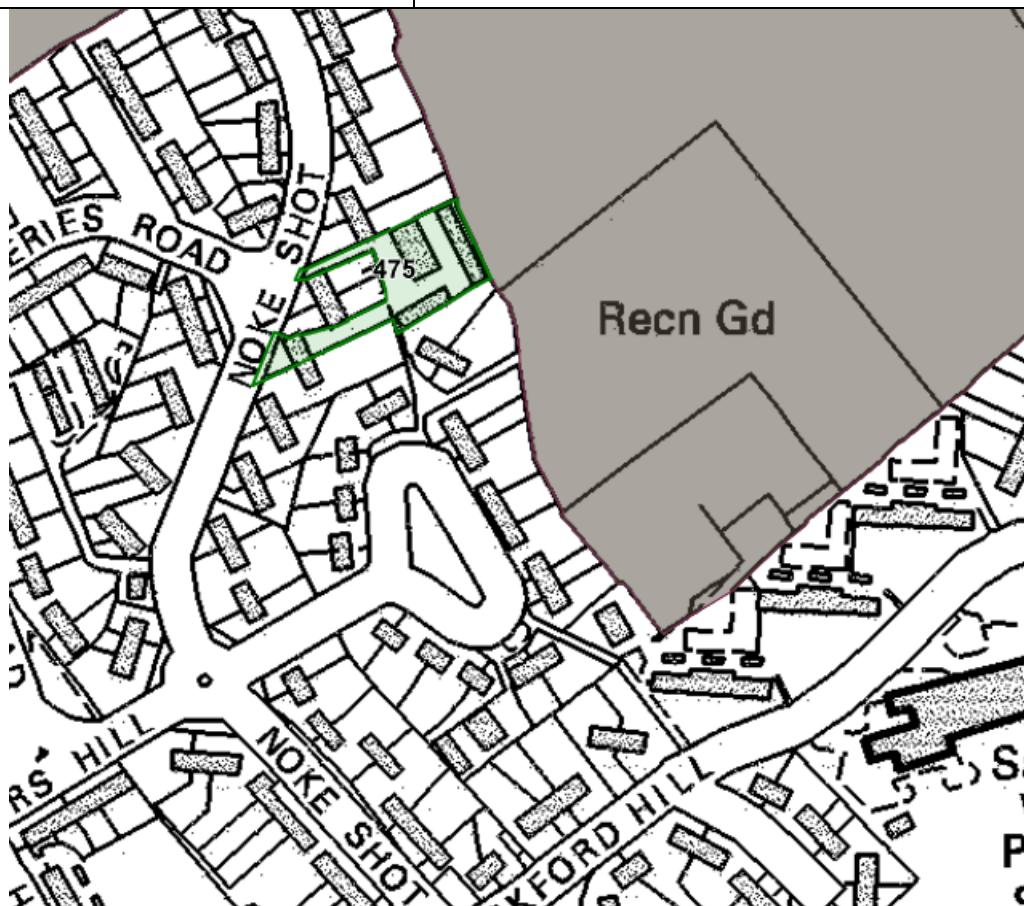 NOKE SHOT
ERIES ROAD
475
Recn Gd
RS HILL
NOKE SHOT
KFORD HILL
S
P